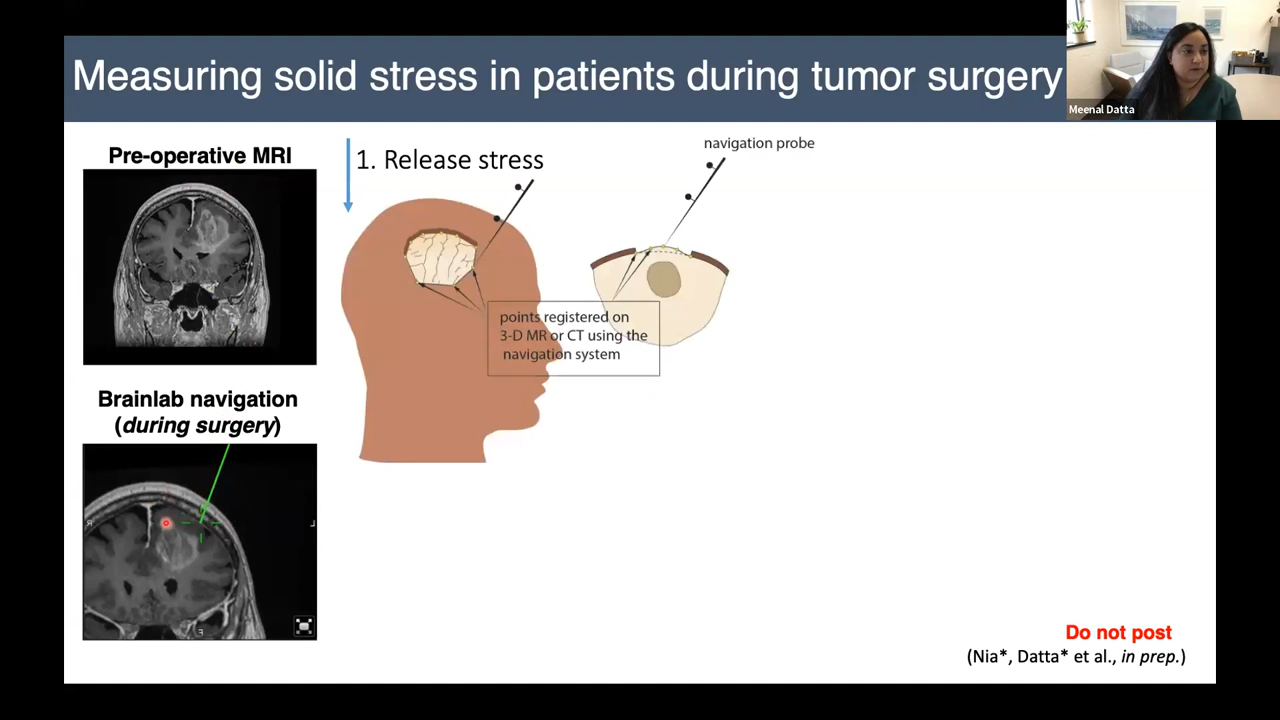 Measuring solid stress in patients during tumor surgery
Meenal Datta
Pre-operative MRI
1. Release stress
navigation probe
points registered on
3-D MR or CT using the
navigation system
Brainlab navigation
(during surgery)
R
L
F
Do not post
(Nia*, Datta* et al., in prep.)